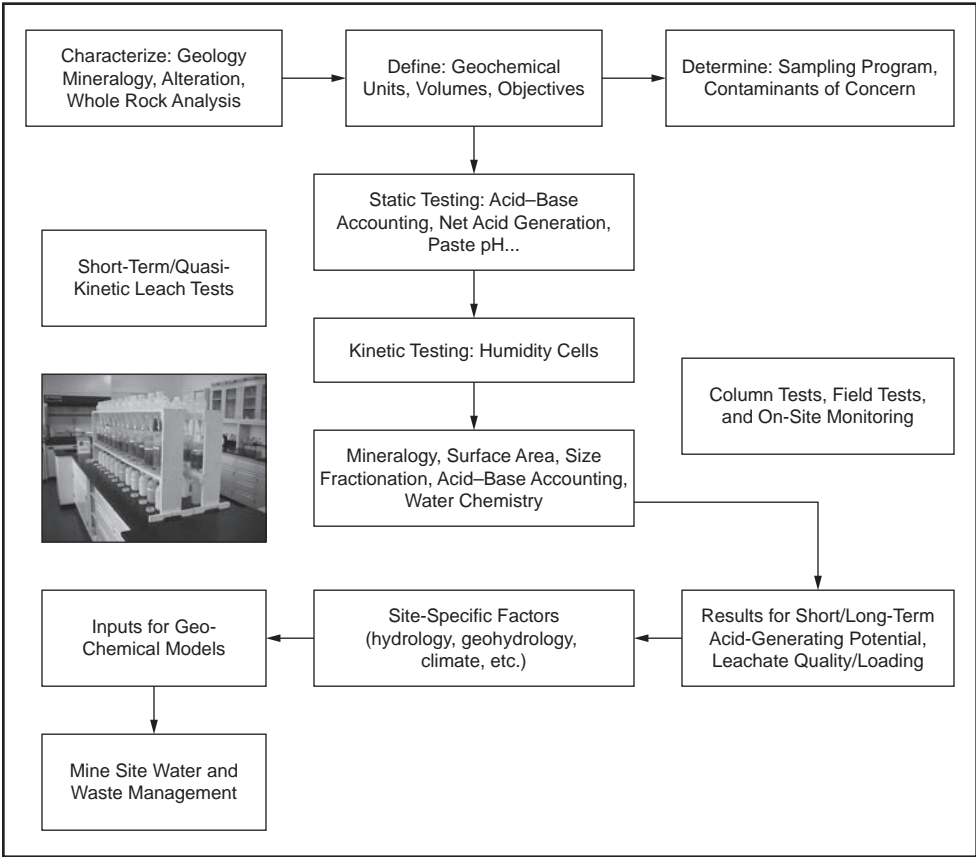 Characterize: Geology
Mineralogy, Alteration,
Whole Rock Analysis
Define: Geochemical
Units, Volumes, Objectives
Determine: Sampling Program,
Contaminants of Concern
Static Testing: Acid–Base
Accounting, Net Acid Generation,
Paste pH...
Short-Term/Quasi-
Kinetic Leach Tests
Kinetic Testing: Humidity Cells
Column Tests, Field Tests,
and On-Site Monitoring
Mineralogy, Surface Area, Size
Fractionation, Acid–Base Accounting,
Water Chemistry
Results for Short/Long-Term
Acid-Generating Potential,
Leachate Quality/Loading
Site-Specific Factors
(hydrology, geohydrology,
climate, etc.)
Inputs for Geo-
Chemical Models
Mine Site Water and
Waste Management